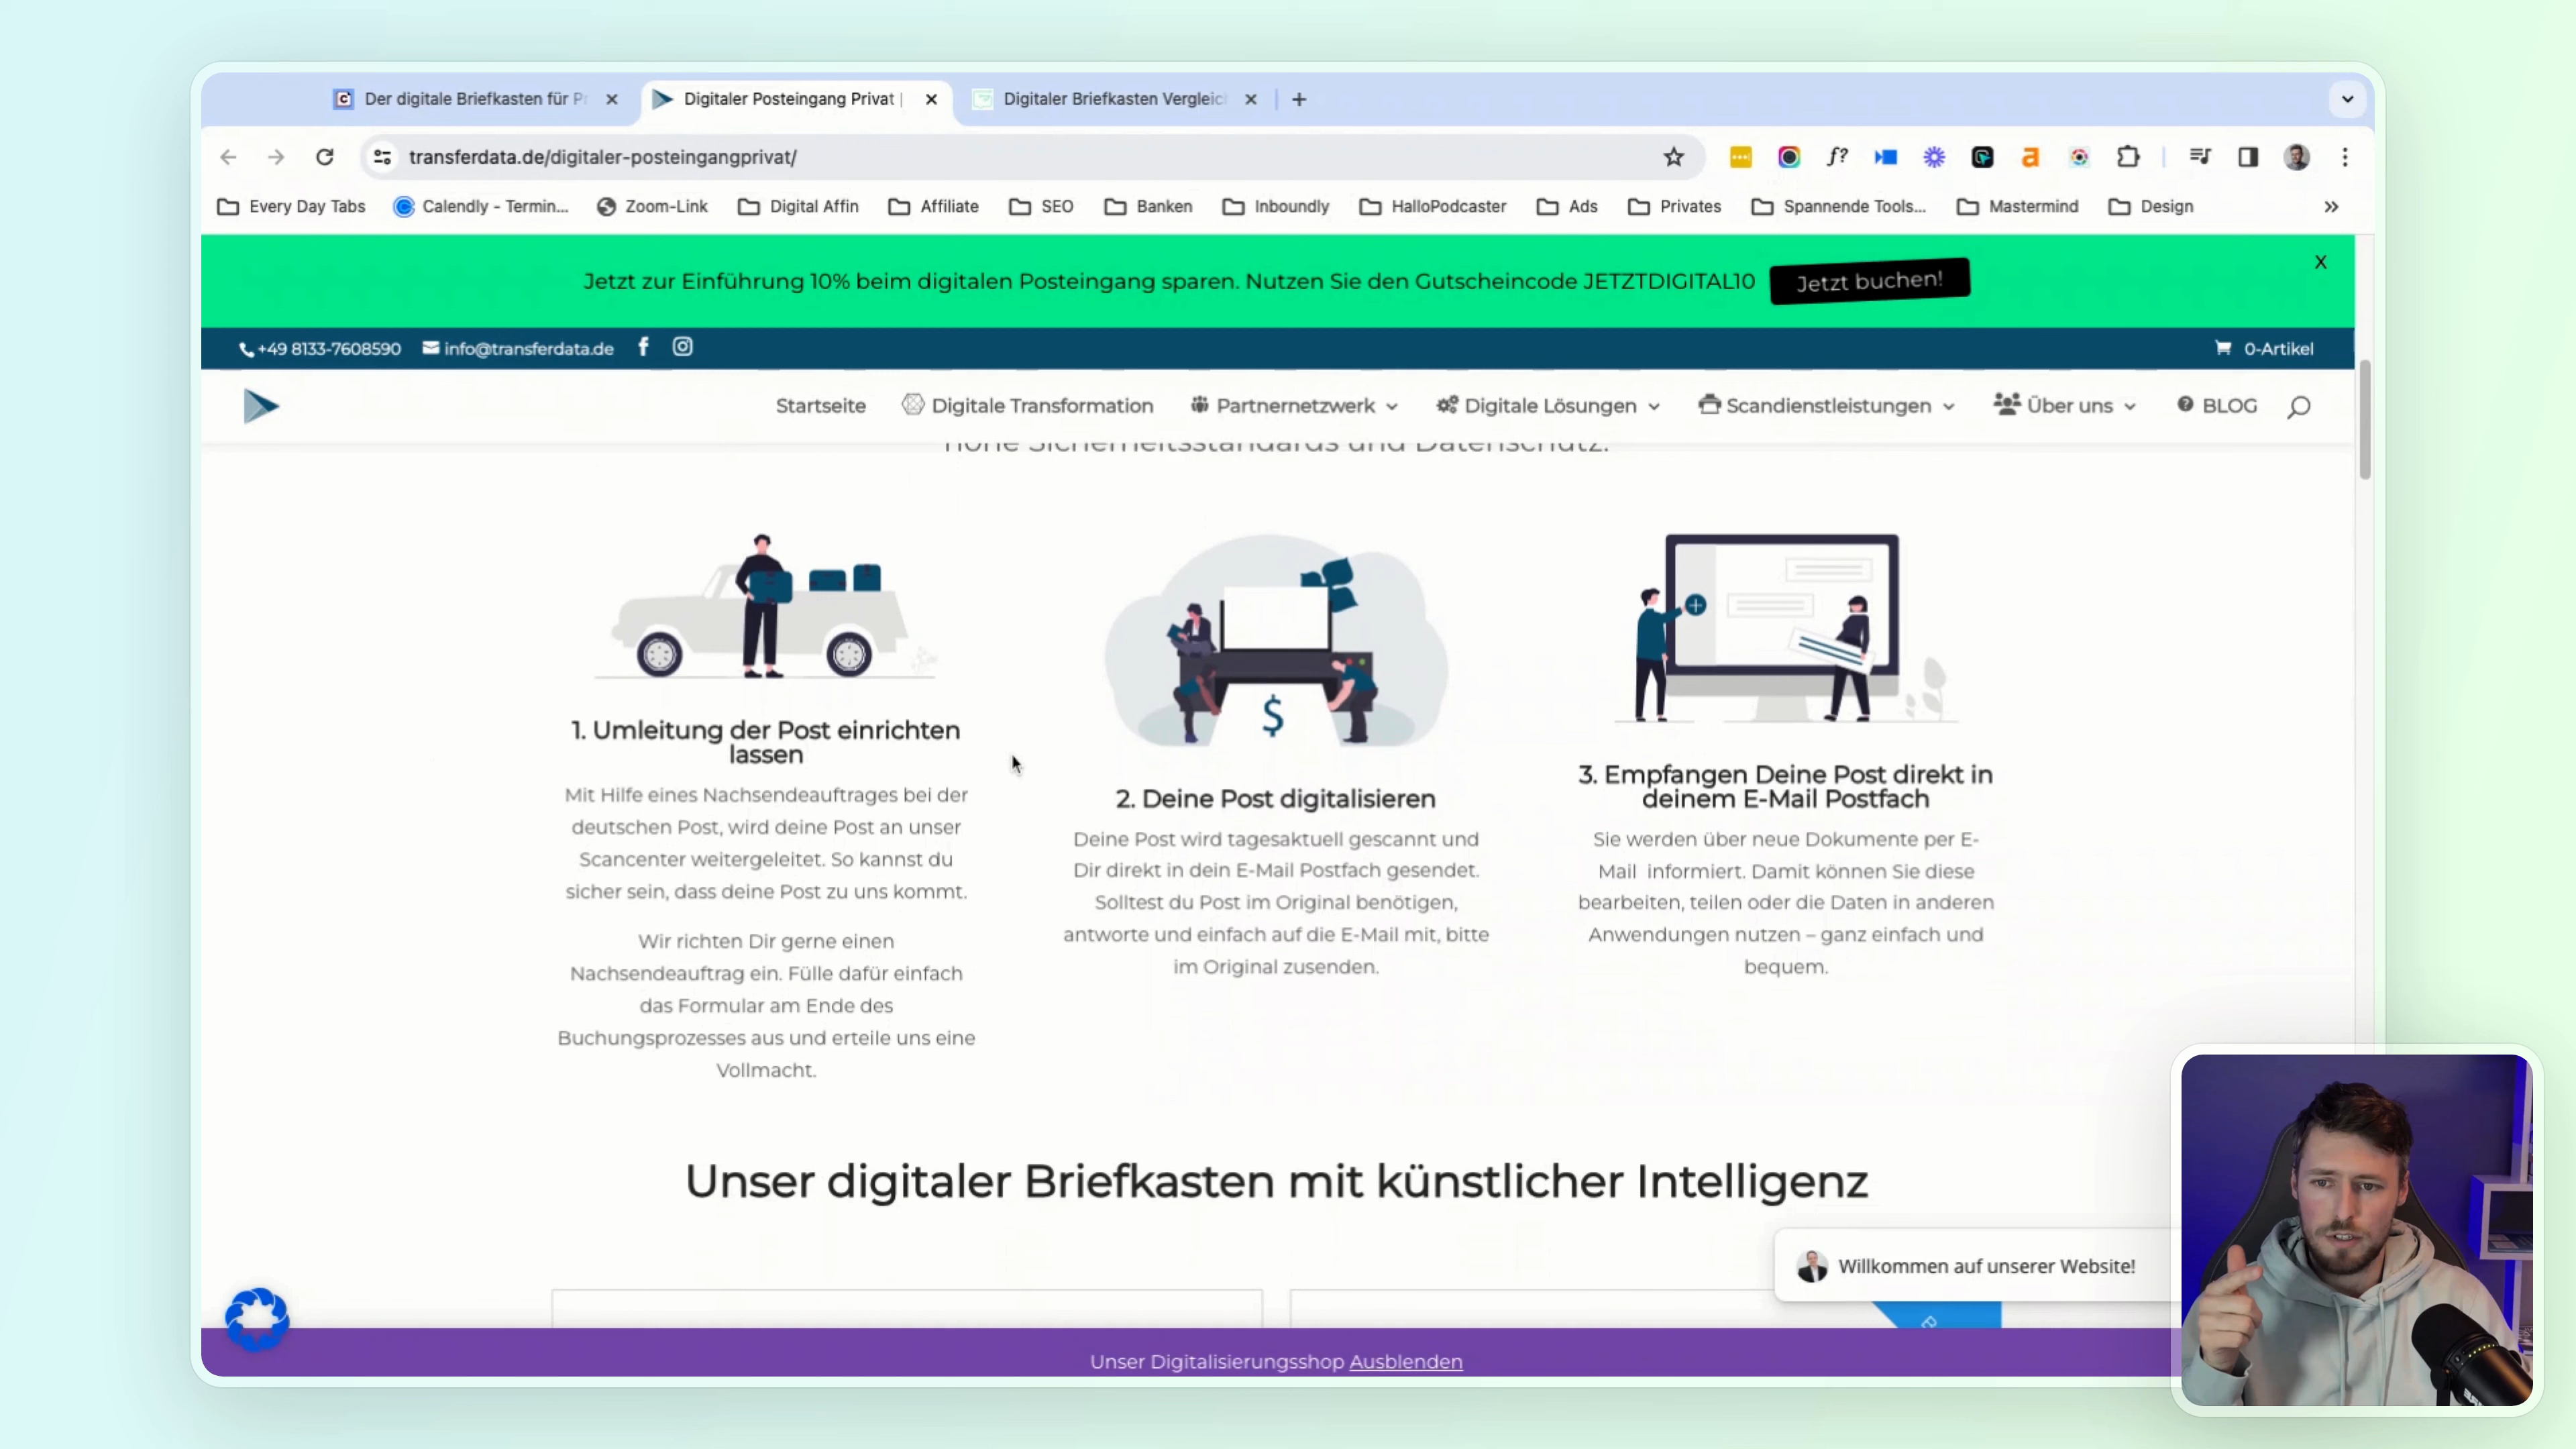 Der digitale Briefkasten für Pr
Digitaler Posteingang Privat |
Digitaler Briefkasten Vergleich
transferdata.de/digitaler-posteingangprivat/
f?
a
Every Day Tabs
Calendly - Termin...
Zoom-Link
Digital Affin
Affiliate
SEO
Banken
Inboundly
HalloPodcaster
Ads
Privates
Spannende Tools...
Mastermind
Design
Jetzt zur Einführung 10% beim digitalen Posteingang sparen. Nutzen Sie den Gutscheincode JETZTDIGITAL10
Jetzt buchen!
X
+49 8133-7608590
info@transferdata.de
0-Artikel
Startseite
Digitale Transformation
Partnernetzwerk
Digitale Lösungen
Scandienstleistungen
Über uns
BLOG
hohe Sicherheitsstandards und Datenschutz.
1. Umleitung der Post einrichten
lassen
Mit Hilfe eines Nachsendeauftrages bei der
deutschen Post, wird deine Post an unser
Scancenter weitergeleitet. So kannst du
sicher sein, dass deine Post zu uns kommt.
Wir richten Dir gerne einen
Nachsendeauftrag ein. Fülle dafür einfach
das Formular am Ende des
Buchungsprozesses aus und erteile uns eine
Vollmacht.
$
2. Deine Post digitalisieren
Deine Post wird tagesaktuell gescannt und
Dir direkt in dein E-Mail Postfach gesendet.
Solltest du Post im Original benötigen,
antworte und einfach auf die E-Mail mit, bitte
im Original zusenden.
3. Empfangen Deine Post direkt in
deinem E-Mail Postfach
Sie werden über neue Dokumente per E-
Mail informiert. Damit können Sie diese
bearbeiten, teilen oder die Daten in anderen
Anwendungen nutzen – ganz einfach und
bequem.
Unser digitaler Briefkasten mit künstlicher Intelligenz
Willkommen auf unserer Website!
Unser Digitalisierungsshop Ausblenden